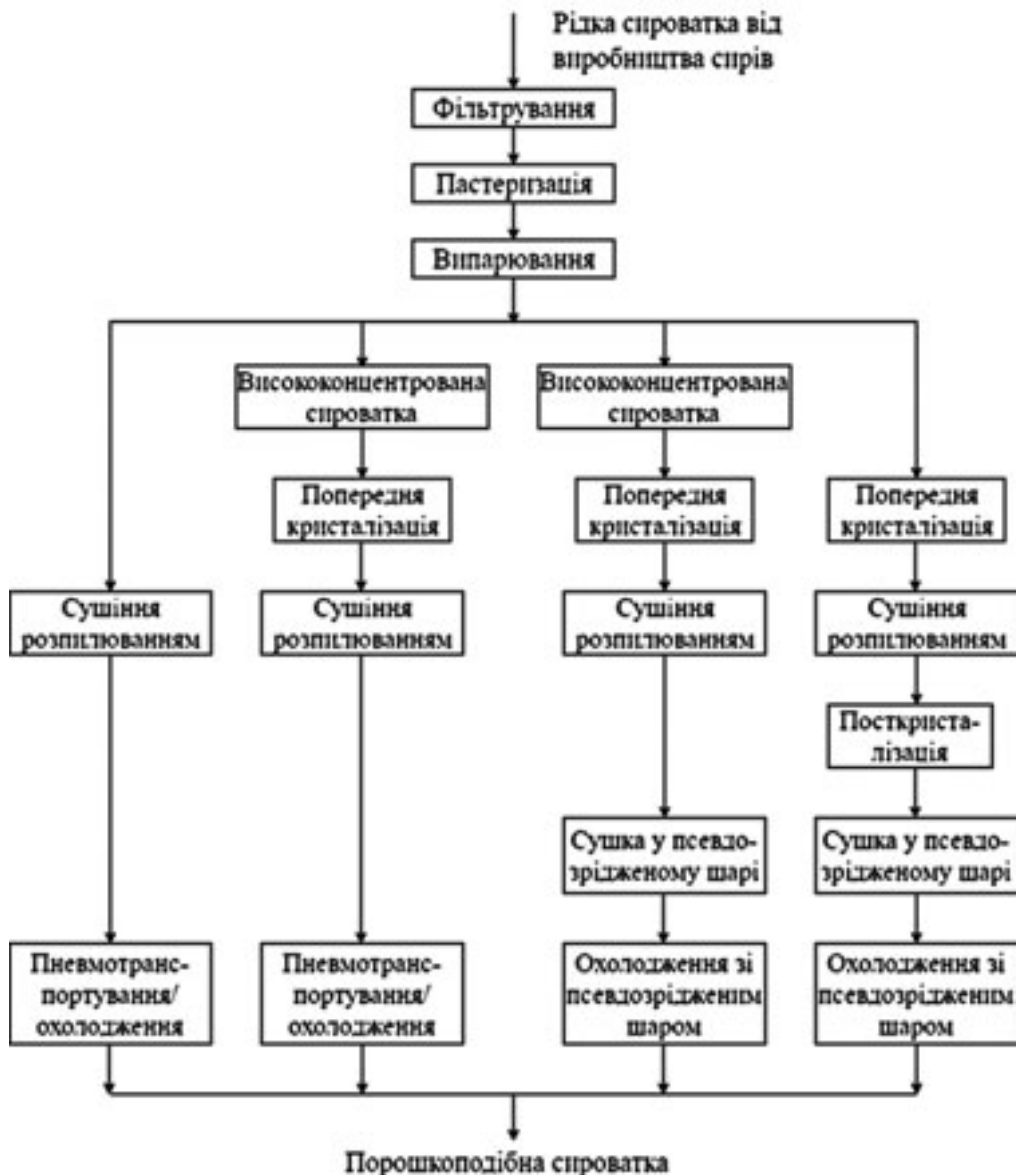 Рідка сироватка від
виробництва сирів
Фільтрування
Пастеризація
Випарювання
Висококонцентрована
сироватка
Висококонцентрована
сироватка
Попередня
кристалізація
Попередня
кристалізація
Попередня
кристалізація
Сушіння
розпилюванням
Сушіння
розпилюванням
Сушіння
розпилюванням
Сушіння
розпилюванням
Посткриста-
лізація
Сушка у псевдо-
зрідженому шарі
Сушка у псевдо-
зрідженому шарі
Пневмотранс-
портування/
охолодження
Пневмотранс-
портування/
охолодження
Охолодження зі
псевдозрідженим
шаром
Охолодження зі
псевдозрідженим
шаром
Порошкоподібна сироватка